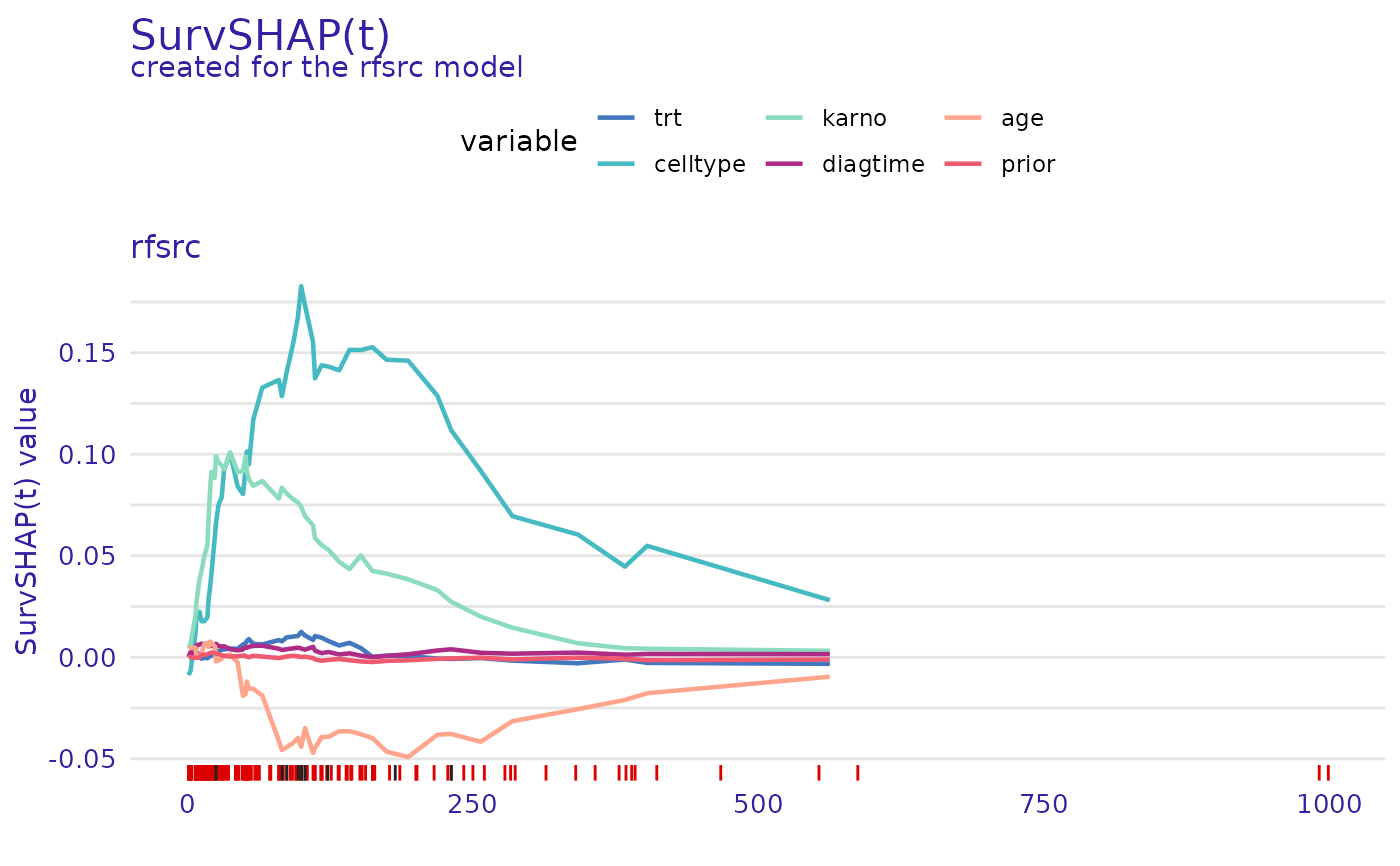 SurvSHAP(t)
created for the rfsrc model
variable
trt
karno
age
celltype
diagtime
prior
rfsrc
SurvSHAP(t) value
0.15
0.10
0.05
0.00
-0.05
0
250
500
750
1000